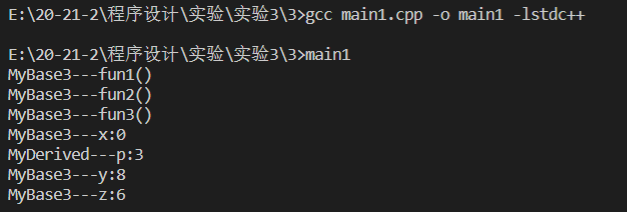 E:\20-21-2\程序设计\实验\实验3\3>gcc main1.cpp -o main1 -lstdc++
E:\20-21-2\程序设计\实验\实验3\3>main1
MyBase3---fun1()
MyBase3---fun2()
MyBase3---fun3()
MyBase3---x:0
MyDerived---p:3
MyBase3---y:8
MyBase3---z:6